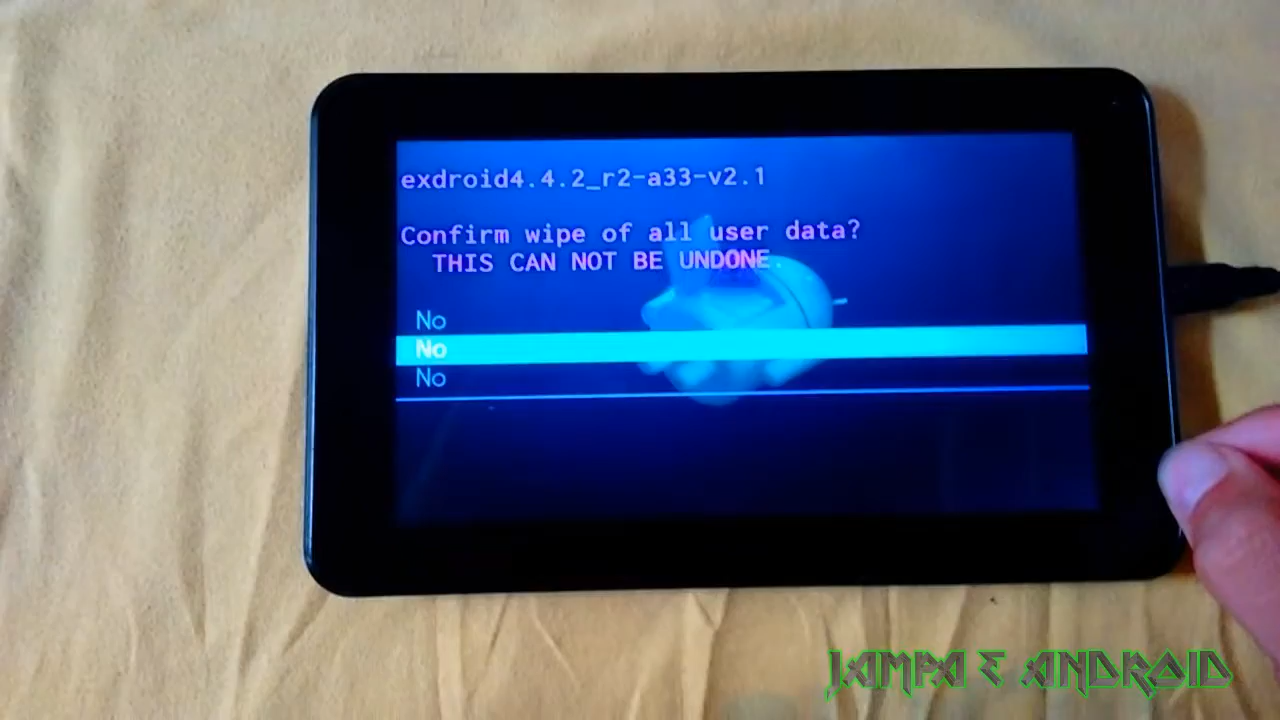 exdroid4.4.2_r2-a33-v2.1
Confirm wipe of all user data?
THIS CAN NOT BE UNDONE.
No
No
No
JAMPA E ANDROID